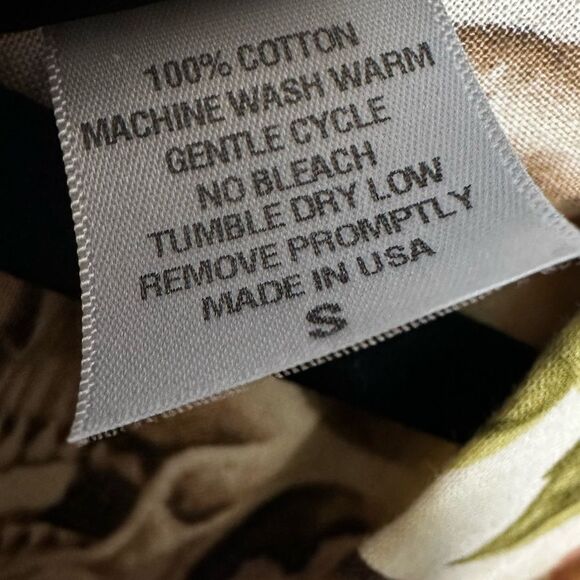 100% COTTON
MACHINE WASH WARM
GENTLE CYCLE
NO BLEACH
TUMBLE DRY LOW
REMOVE PROMPTLY
MADE IN USA
S